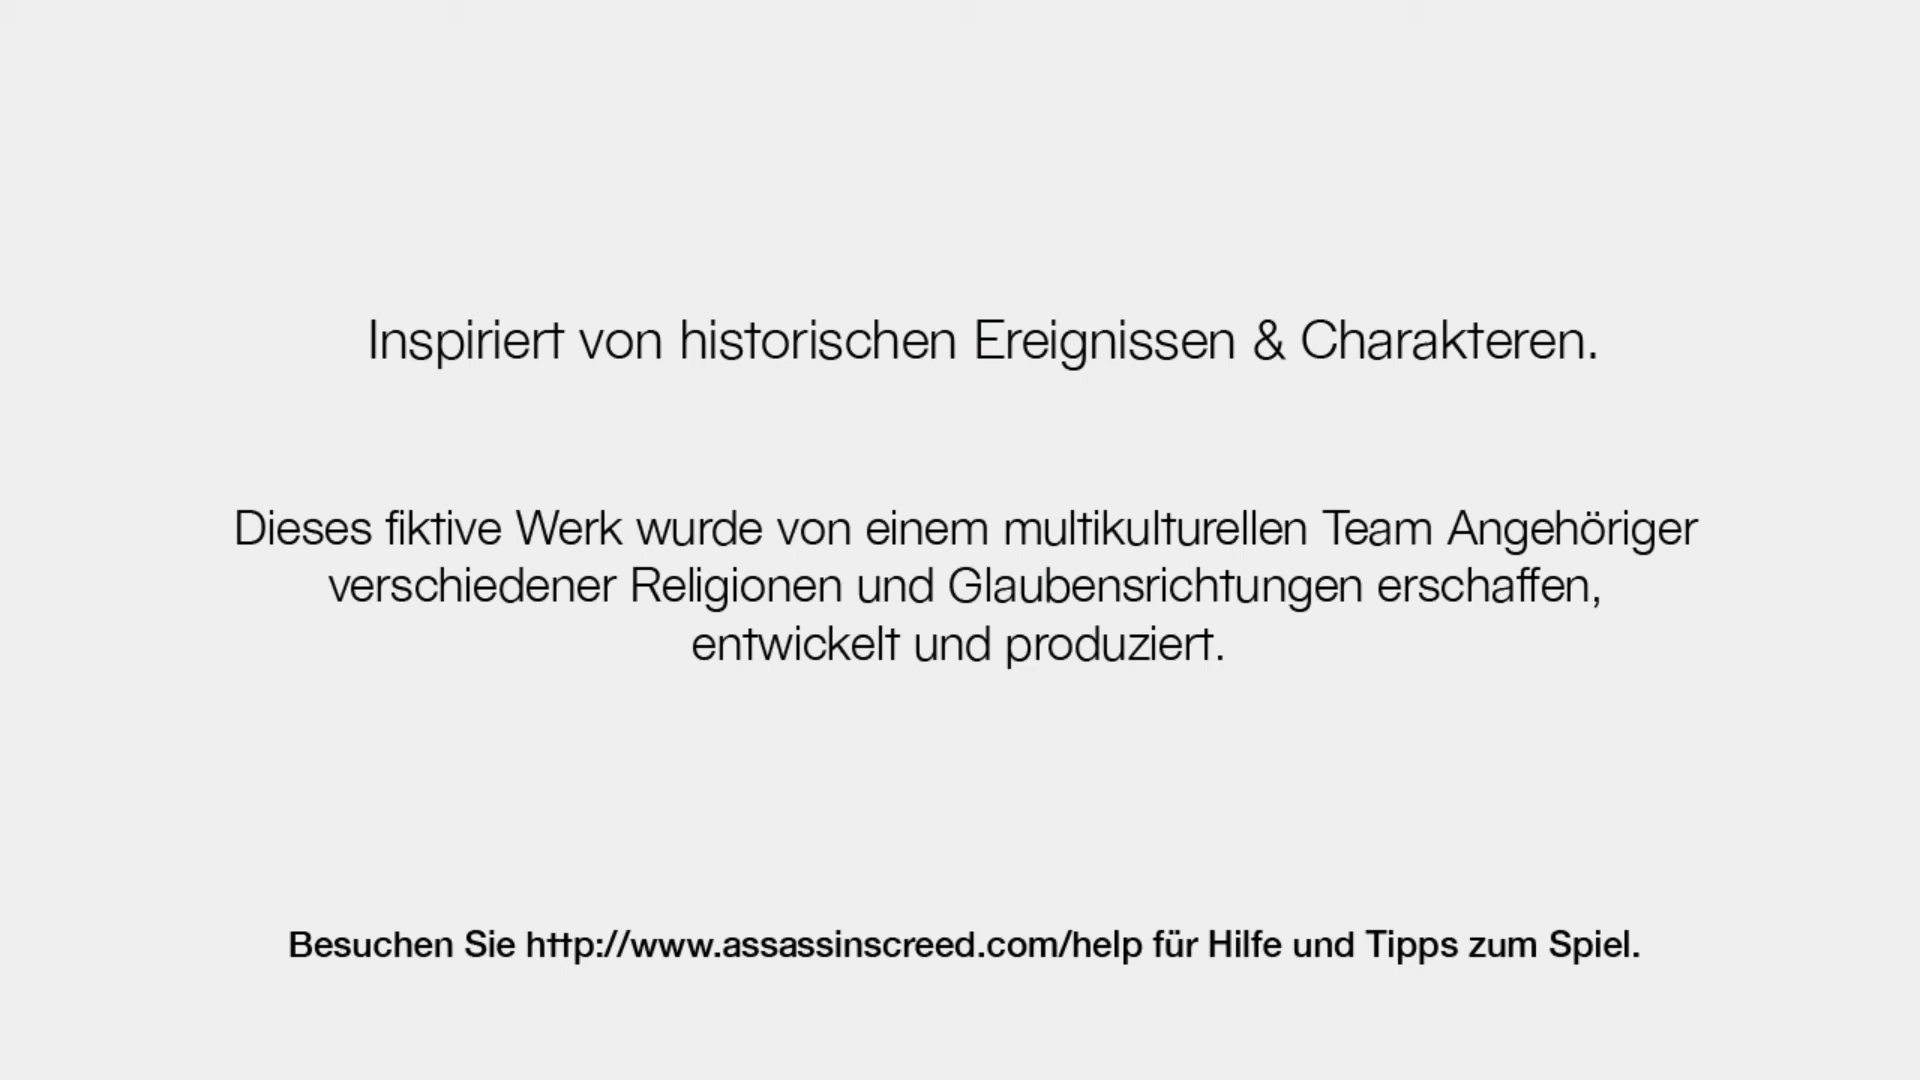 Inspiriert von historischen Ereignissen & Charakteren.
Dieses fiktive Werk wurde von einem multikulturellen Team Angehöriger
verschiedener Religionen und Glaubensrichtungen erschaffen,
entwickelt und produziert.
Besuchen Sie http://www.assassinscreed.com/help für Hilfe und Tipps zum Spiel.